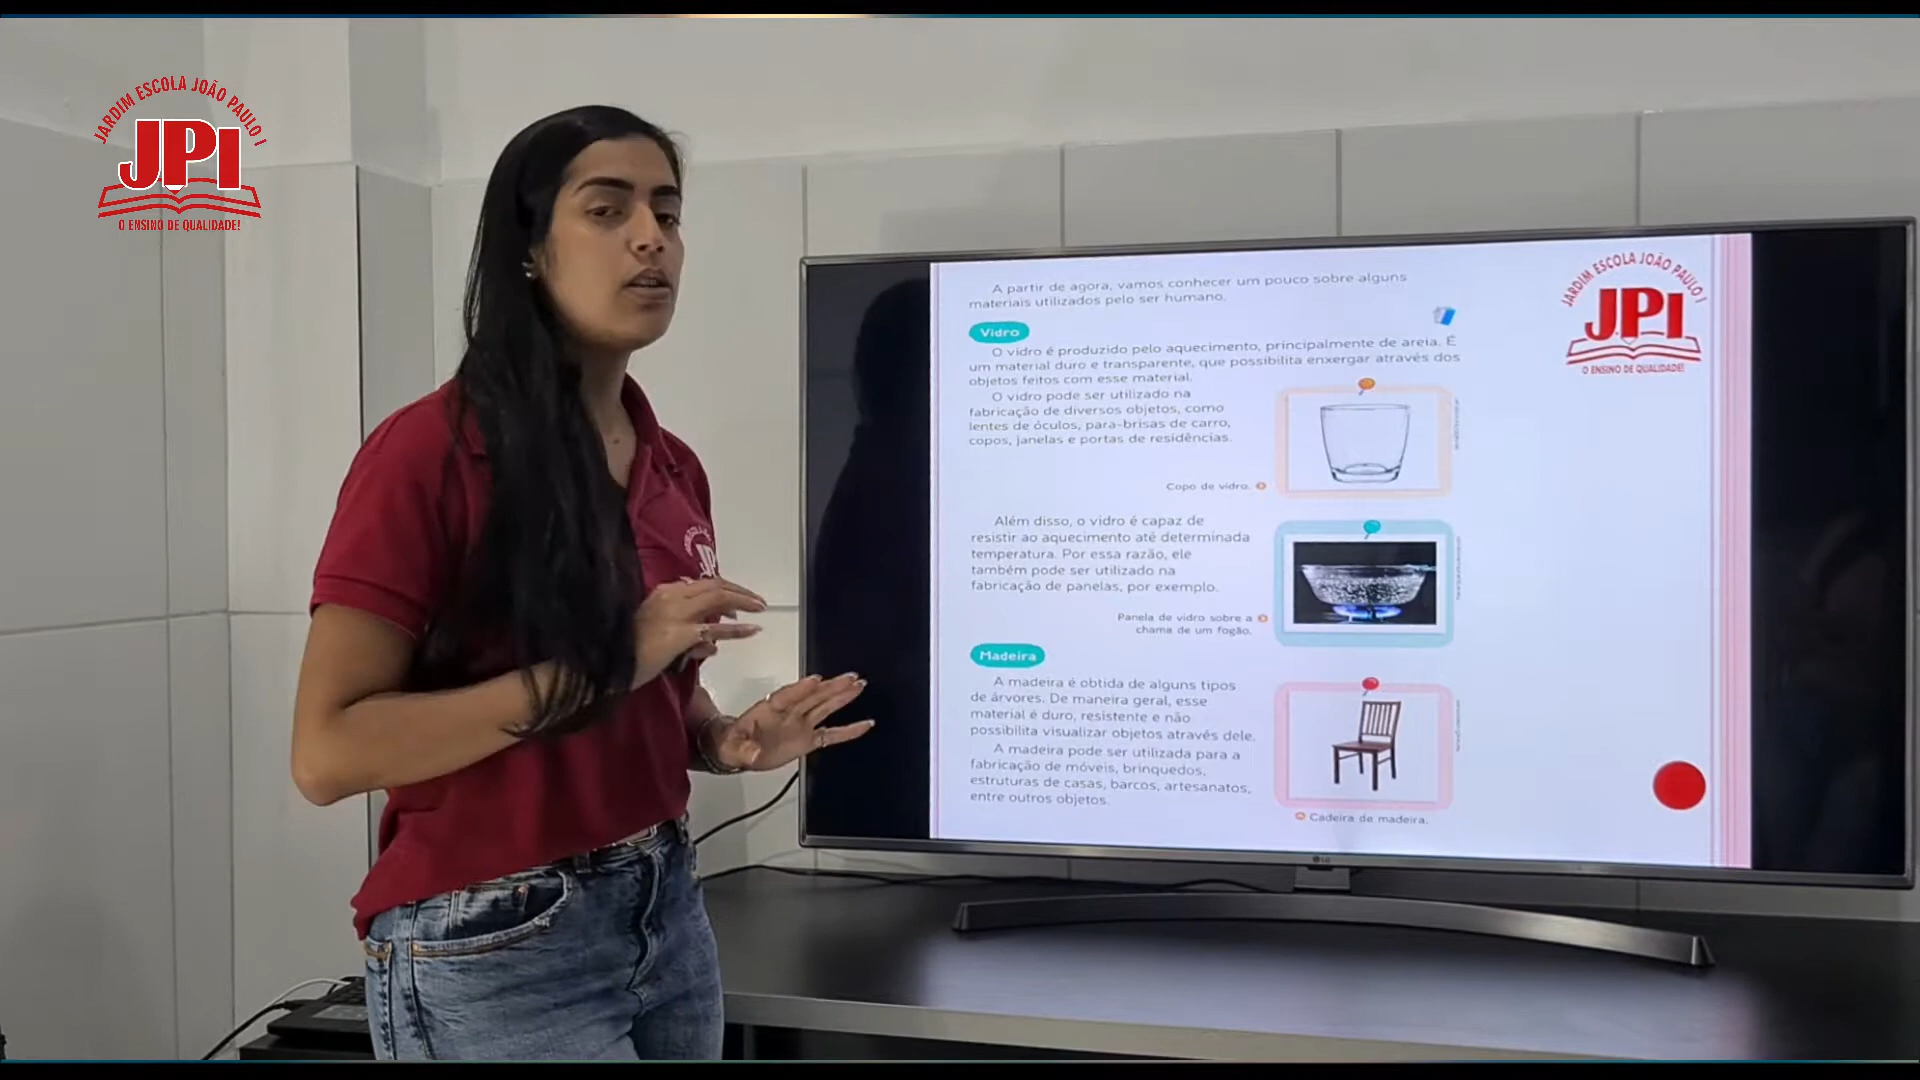 JARDIM ESCOLA JOÃO PAULO I
JPI
O ENSINO DE QUALIDADE!
JPI
A partir de agora, vamos conhecer um pouco sobre alguns
materiais utilizados pelo ser humano.
Vidro
O vidro é produzido pelo aquecimento, principalmente de areia. É
um material duro e transparente, que possibilita enxergar através dos
objetos feitos com esse material.
O vidro pode ser utilizado na
fabricação de diversos objetos, como
lentes de óculos, para-brisas de carro,
copos, janelas e portas de residências.
Copo de vidro.
Além disso, o vidro é capaz de
resistir ao aquecimento até determinada
temperatura. Por essa razão, ele
também pode ser utilizado na
fabricação de panelas, por exemplo.
Panela de vidro sobre a
chama de um fogão.
Madeira
A madeira é obtida de alguns tipos
de árvores. De maneira geral, esse
material é duro, resistente e não
possibilita visualizar objetos através dele.
A madeira pode ser utilizada para a
fabricação de móveis, brinquedos,
estruturas de casas, barcos, artesanatos,
entre outros objetos.
Cadeira de madeira.
JARDIM ESCOLA JOÃO PAULO I
JPI
O ENSINO DE QUALIDADE!
LG